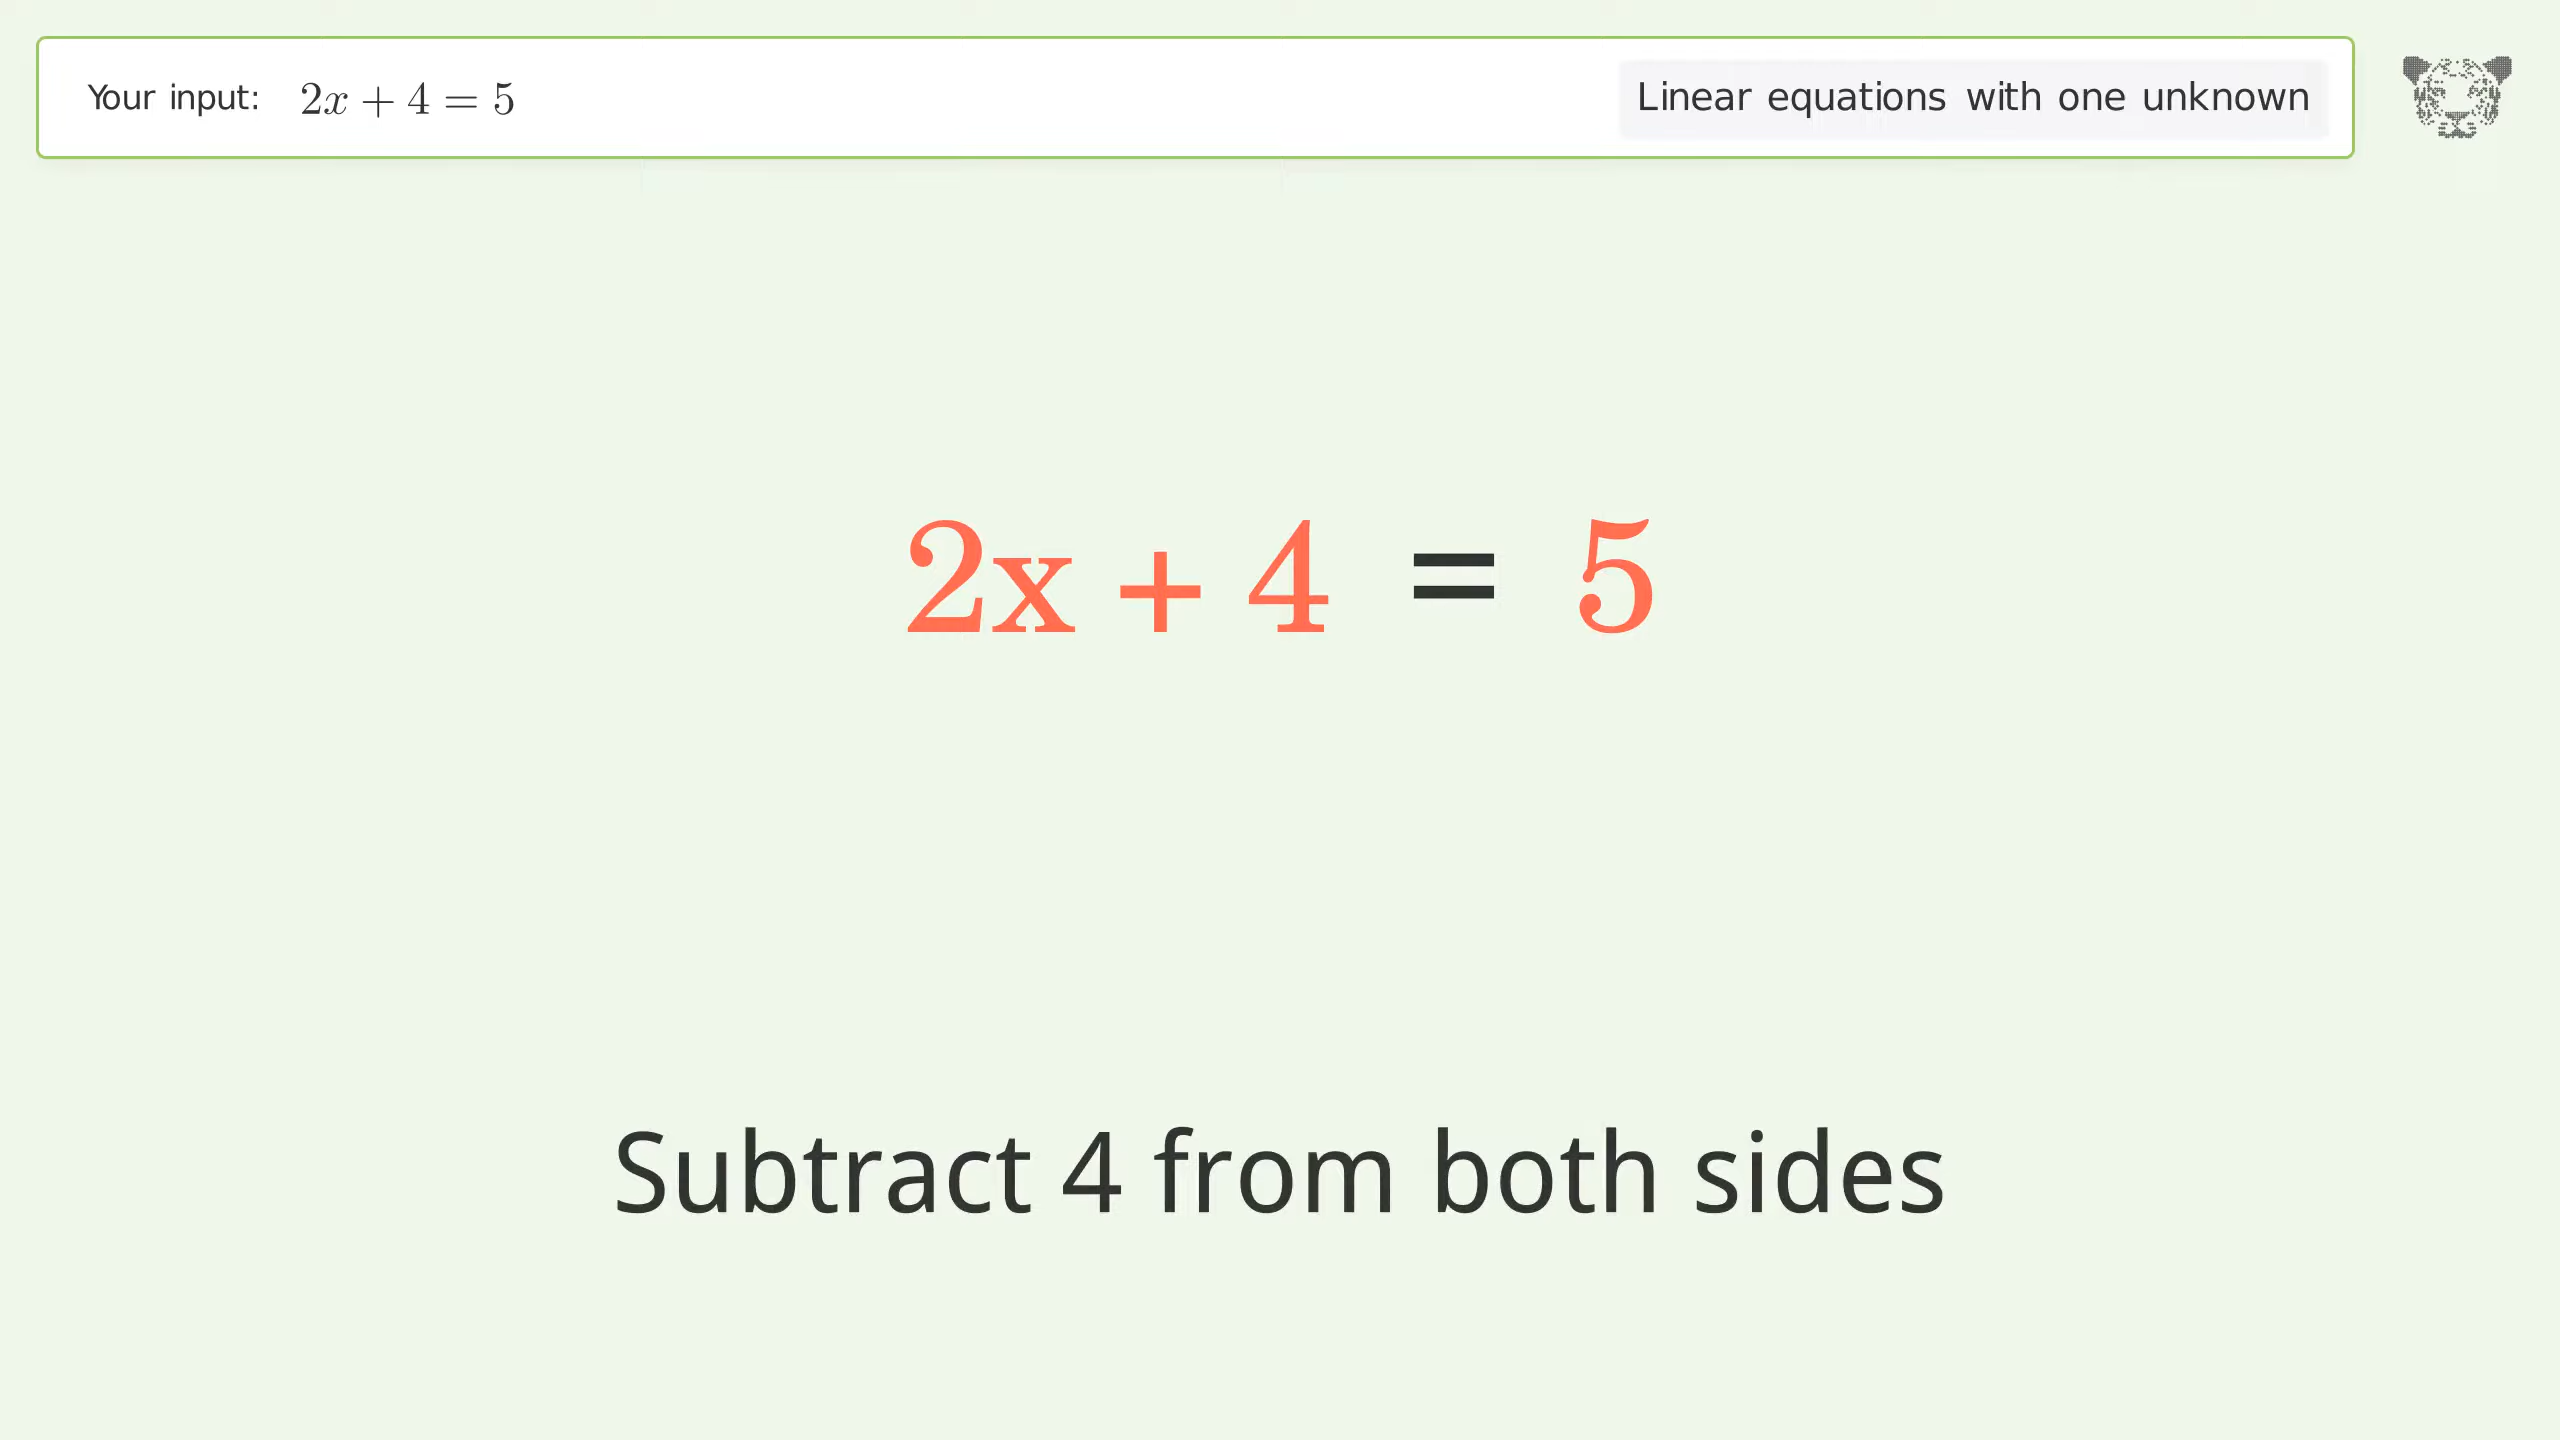 Your input: 2x + 4 = 5
Linear equations with one unknown
2x + 4 = 5
Subtract 4 from both sides